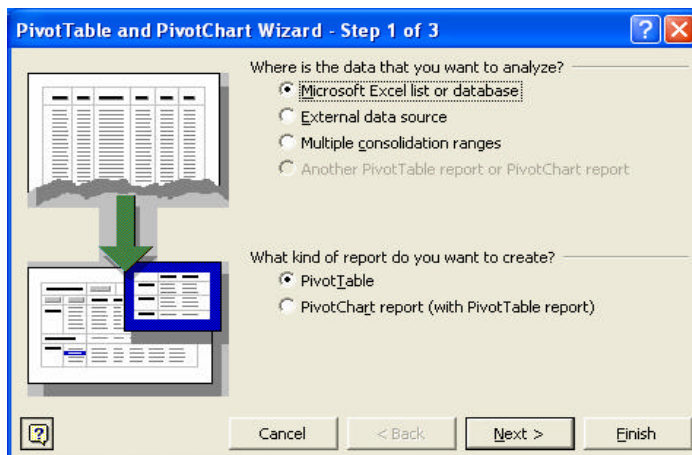 PivotTable and PivotChart Wizard - Step 1 of 3
Where is the data that you want to analyze?
Microsoft Excel list or database
External data source
Multiple consolidation ranges
Another PivotTable report or PivotChart report
What kind of report do you want to create?
PivotTable
PivotChart report (with PivotTable report)
Cancel
< Back
Next >
Finish